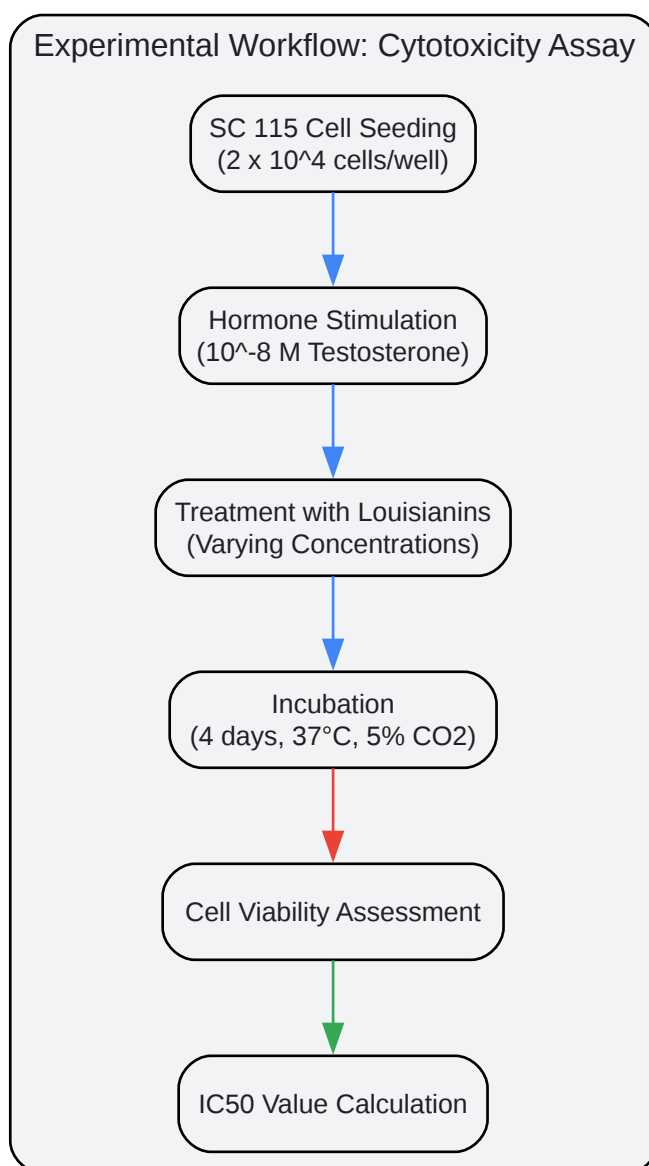 Experimental Workflow: Cytotoxicity Assay
SC 115 Cell Seeding
(2 x 10^4 cells/well)
Hormone Stimulation
(10^-8 M Testosterone)
Treatment with Louisianins
(Varying Concentrations)
Incubation
(4 days, 37°C, 5% CO2)
Cell Viability Assessment
IC50 Value Calculation